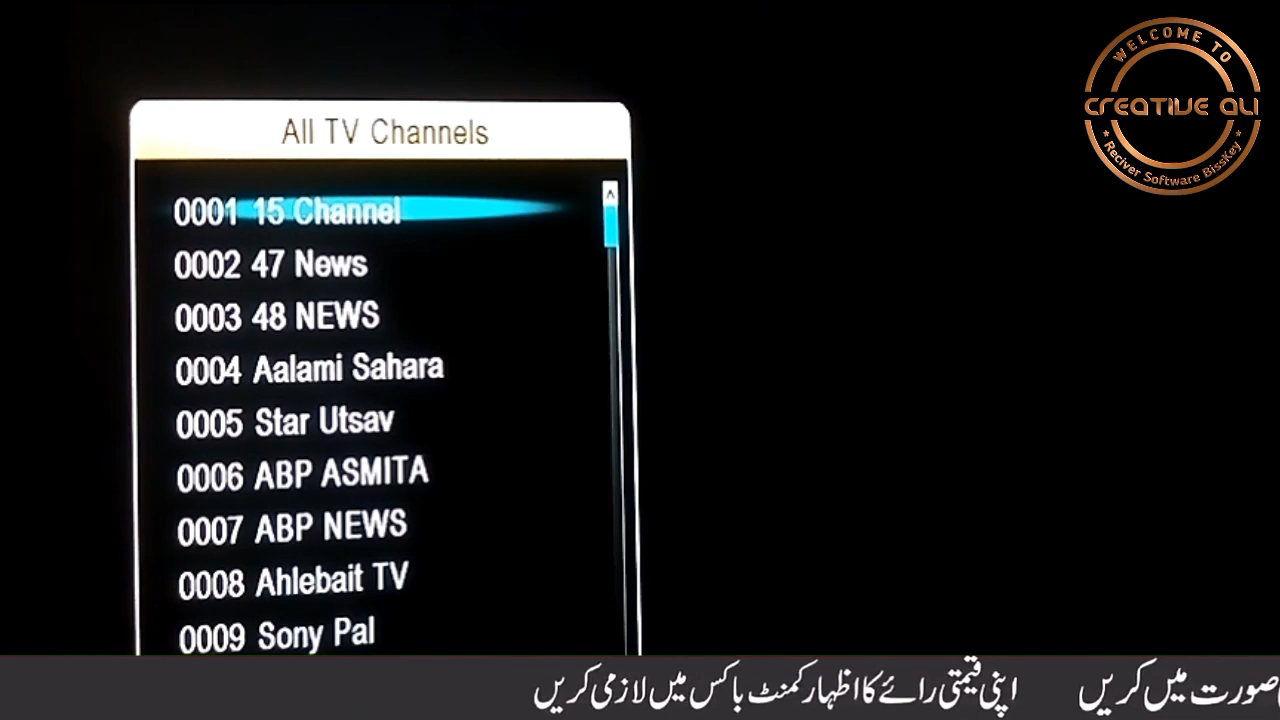 WELCOME TO
CREATIVE ALI
Reciver Software BissKey
All TV Channels
0001 15 Channel
0002 47 News
0003 48 NEWS
0004 Aalami Sahara
0005 Star Utsav
0006 ABP ASMITA
0007 ABP NEWS
0008 Ahlebait TV
0009 Sony Pal
صورت میں کریں اپنی قیمتی رائے کا اظہار کمنٹ باکس میں لازمی کریں